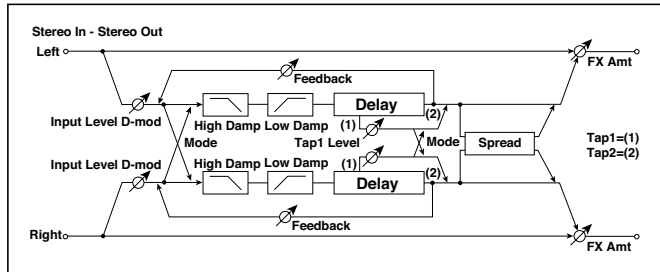 Stereo In - Stereo Out
Left
FX Amt
Feedback
Input Level D-mod
High Damp Low Damp
Delay
(1)
(2)
Tap1 Level
Mode
Mode
Spread
Tap1=(1)
Tap2=(2)
Input Level D-mod
High Damp Low Damp
(1)
Delay
(2)
Feedback
Right
FX Amt